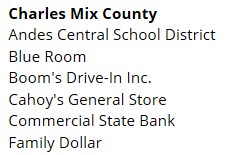 Charles Mix County
Andes Central School District
Blue Room
Boom's Drive-In Inc.
Cahoy's General Store
Commercial State Bank
Family Dollar